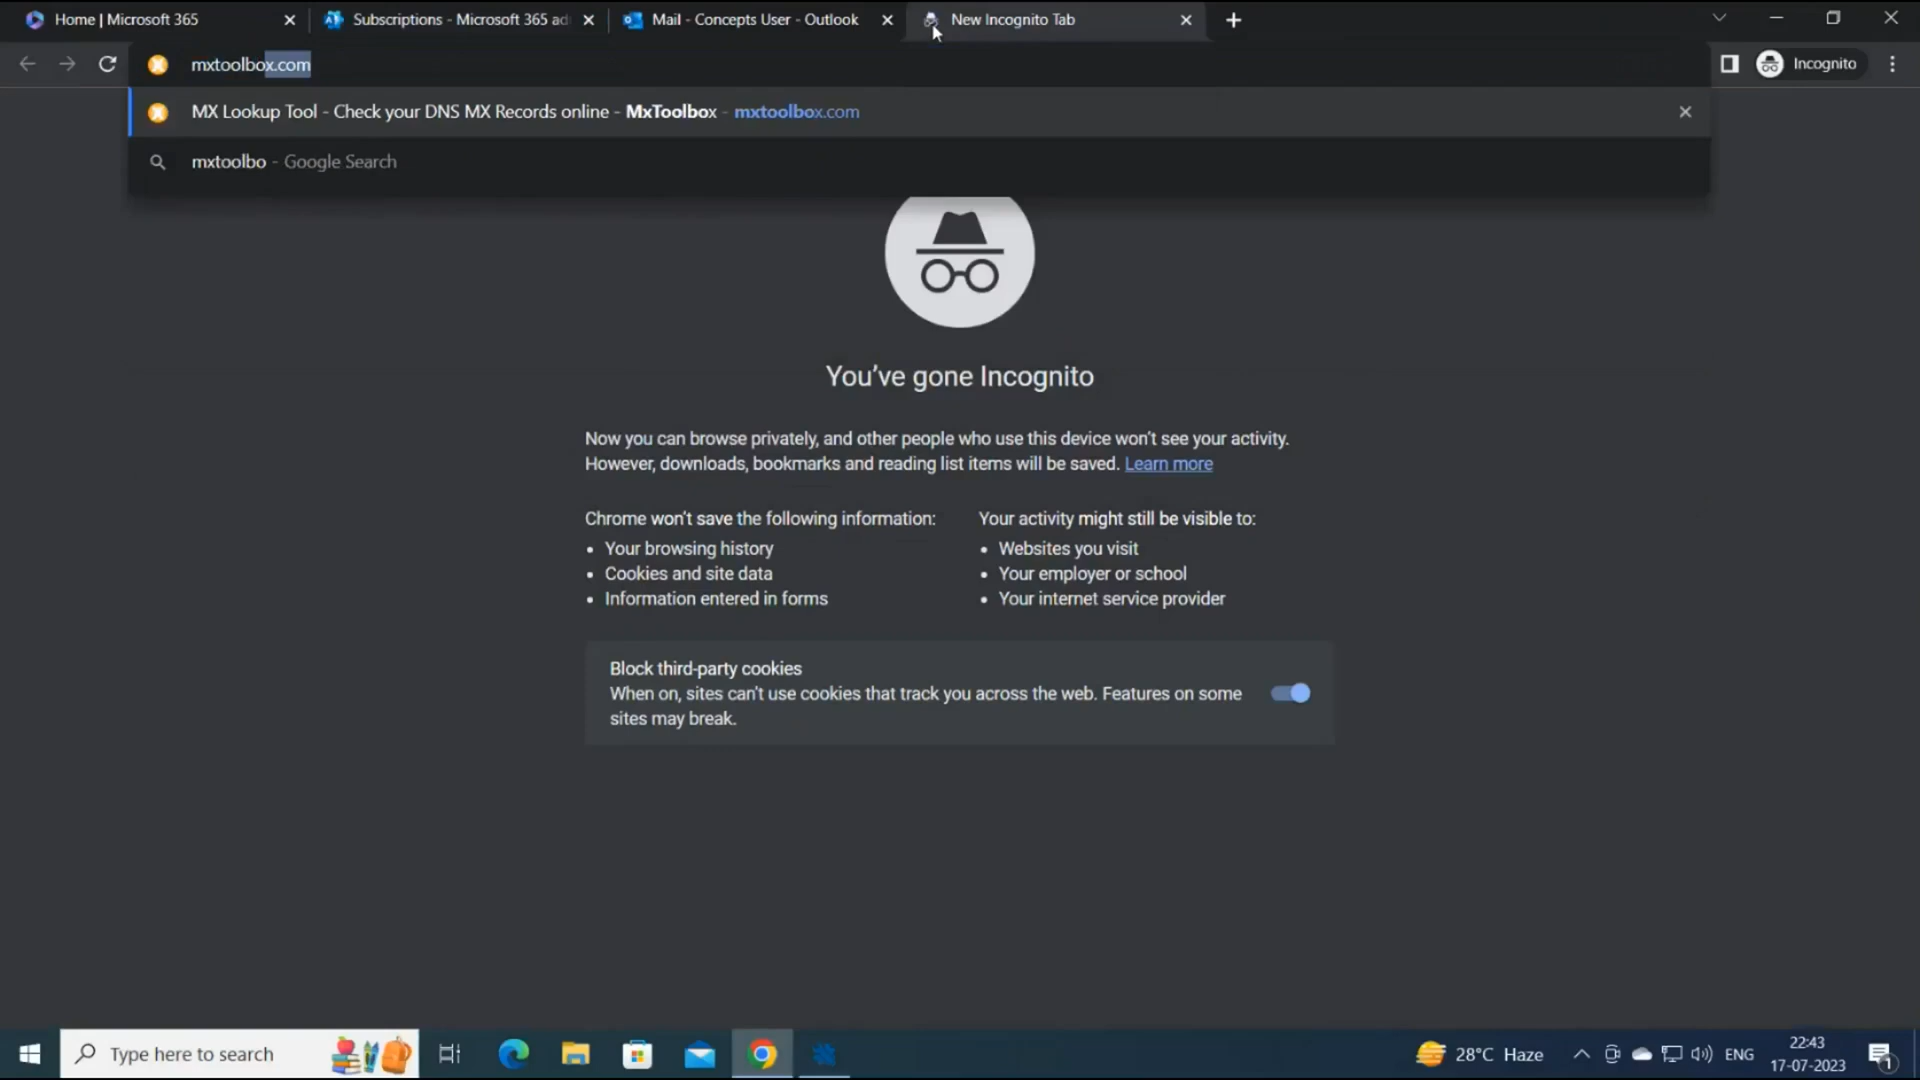 Home | Microsoft 365
Subscriptions - Microsoft 365 ad
Mail - Concepts User - Outlook
New Incognito Tab
mxtoolbox.com
Incognito
MX Lookup Tool - Check your DNS MX Records online - MxToolbox - mxtoolbox.com
mxtoolbo - Google Search
You've gone Incognito
Now you can browse privately, and other people who use this device won't see your activity.
However, downloads, bookmarks and reading list items will be saved. Learn more
Chrome won't save the following information:
Your browsing history
Cookies and site data
Information entered in forms
Your activity might still be visible to:
Websites you visit
Your employer or school
Your internet service provider
Block third-party cookies
When on, sites can't use cookies that track you across the web. Features on some
sites may break.
Type here to search
28°C Haze
ENG
22:43
17-07-2023
1